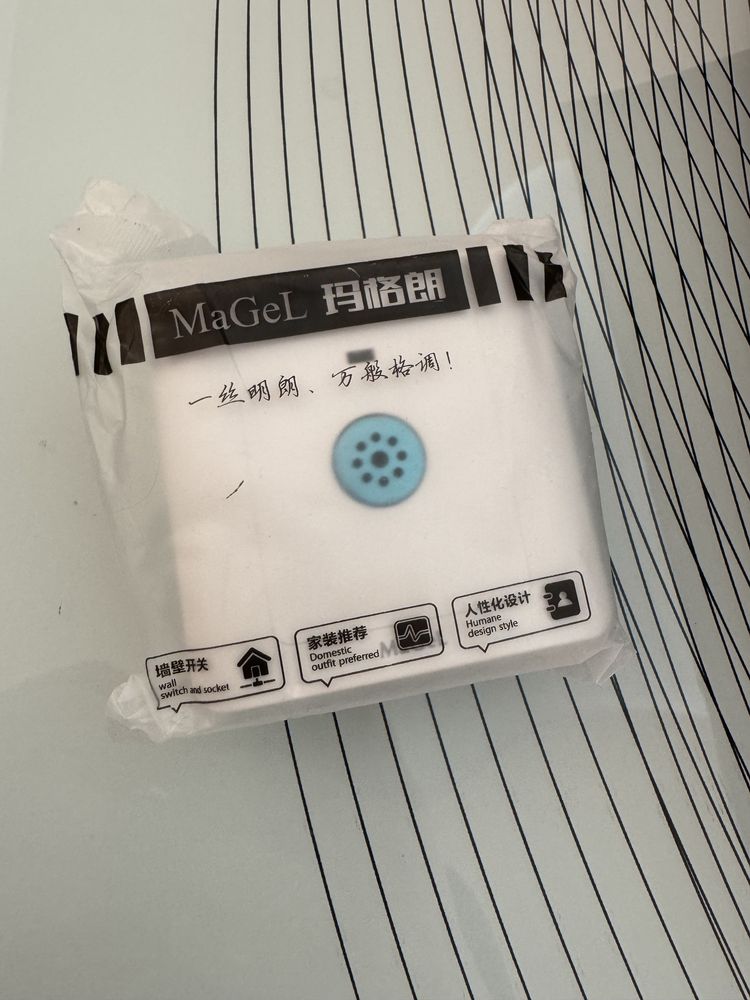 MaGeL 玛格朗
一丝明朗、万般格调！
墙壁开关
wall
switch and socket
家装推荐
Domestic
outfit preferred
人性化设计
Humane
design style